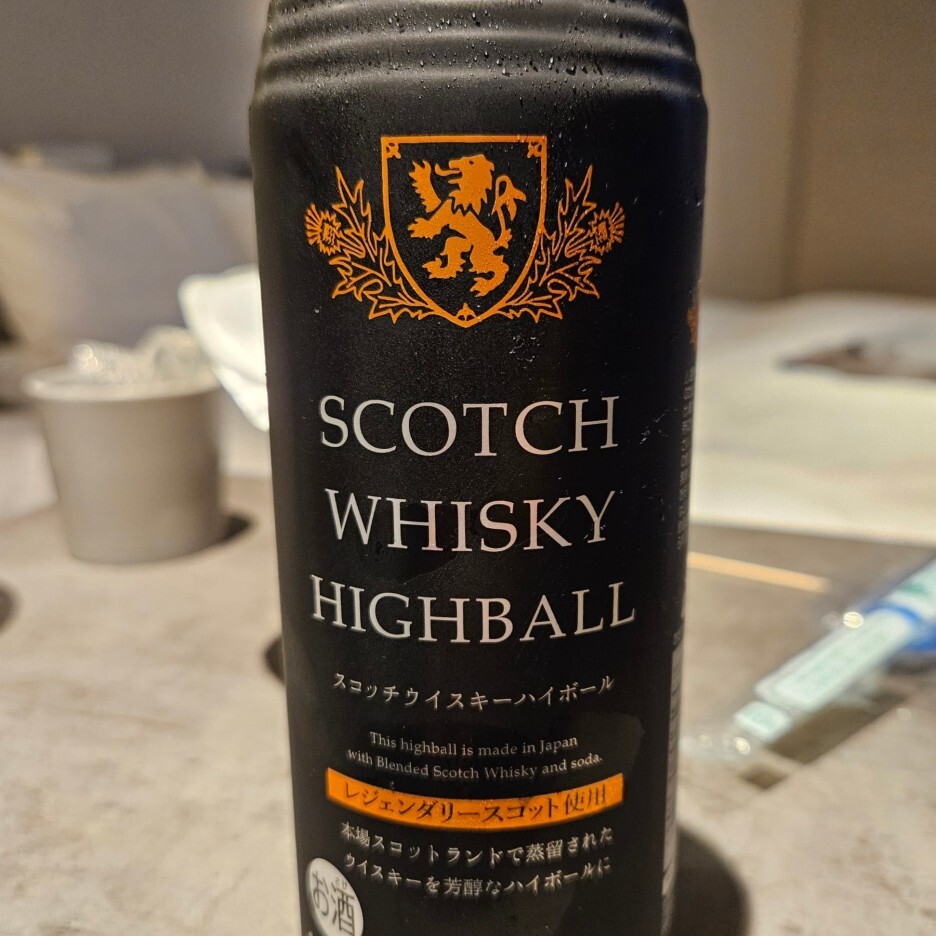 SCOTCH
WHISKY
HIGHBALL
スコッチウイスキーハイボール
This highball is made in Japan
with Blended Scotch Whisky and soda.
レジェンダリースコット使用
本場スコットランドで蒸留された
ウイスキーを芳醇なハイボールに
お酒